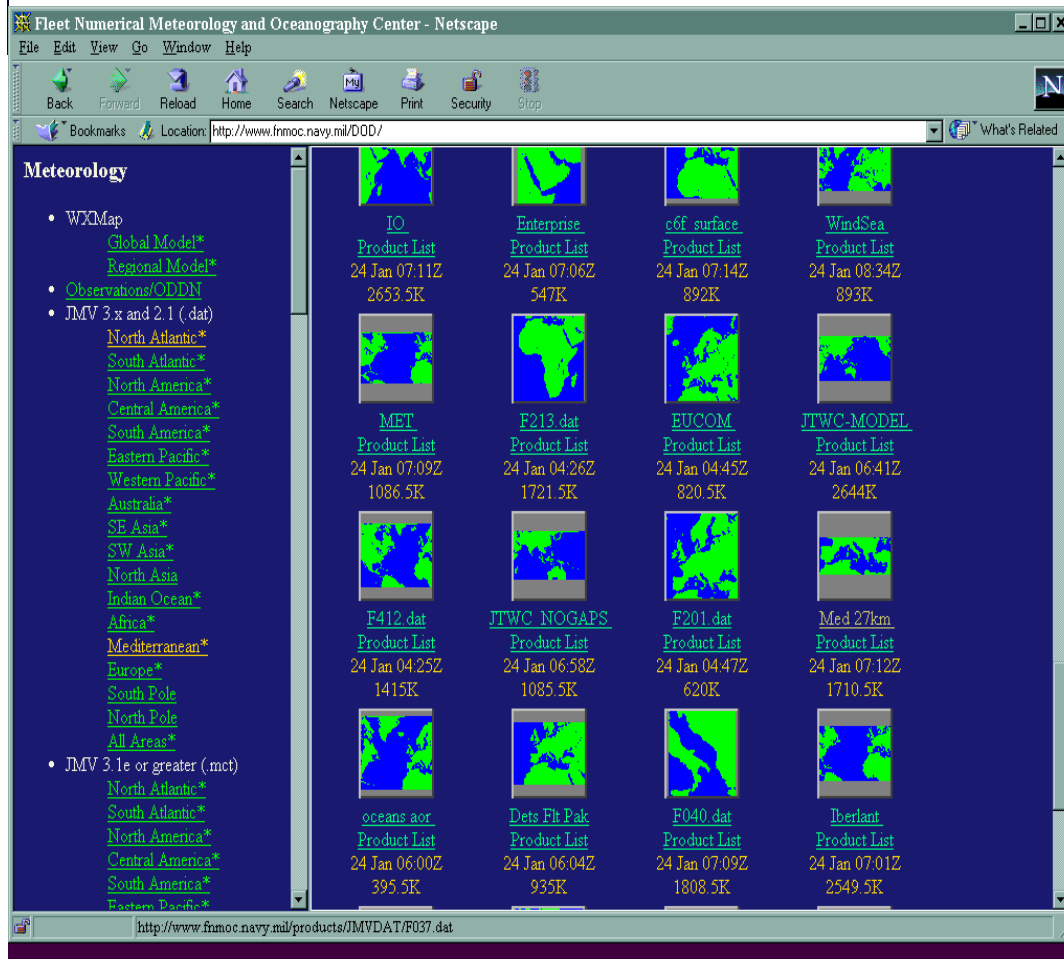 Fleet Numerical Meteorology and Oceanography Center - Netscape
File Edit View Go Window Help
My
N
Back Forward Reload Home Search Netscape Print Security Stop
Bookmarks Location: http://www.fnmoc.navy.mil/DOD/ What's Related
Meteorology
• WXMap
Global Model*
Regional Model*
• Observations/ODDN
• JMV 3.x and 2.1 (.dat)
North Atlantic*
South Atlantic*
North America*
Central America*
South America*
Eastern Pacific*
Western Pacific*
Australia*
SE Asia*
SW Asia*
North Asia
Indian Ocean*
Africa*
Mediterranean*
Europe*
South Pole
North Pole
All Areas*
• JMV 3.1e or greater (.mct)
North Atlantic*
South Atlantic*
North America*
Central America*
South America*
Eastern Pacific*
IO Enterprise c6f_surface WindSea
Product List Product List Product List Product List
24 Jan 07:11Z 24 Jan 07:06Z 24 Jan 07:14Z 24 Jan 08:34Z
2653.5K 547K 892K 893K
MET F213.dat EUCOM JTWC-MODEL
Product List Product List Product List Product List
24 Jan 07:09Z 24 Jan 04:26Z 24 Jan 04:45Z 24 Jan 06:41Z
1086.5K 1721.5K 820.5K 2644K
F412.dat JTWC_NOGAPS F201.dat Med 27km
Product List Product List Product List Product List
24 Jan 04:25Z 24 Jan 06:58Z 24 Jan 04:47Z 24 Jan 07:12Z
1415K 1085.5K 620K 1710.5K
oceans aor Dets Flt Pak F040.dat Iberlant
Product List Product List Product List Product List
24 Jan 06:00Z 24 Jan 06:04Z 24 Jan 07:09Z 24 Jan 07:01Z
395.5K 935K 1808.5K 2549.5K
http://www.fnmoc.navy.mil/products/JMVDAT/F037.dat